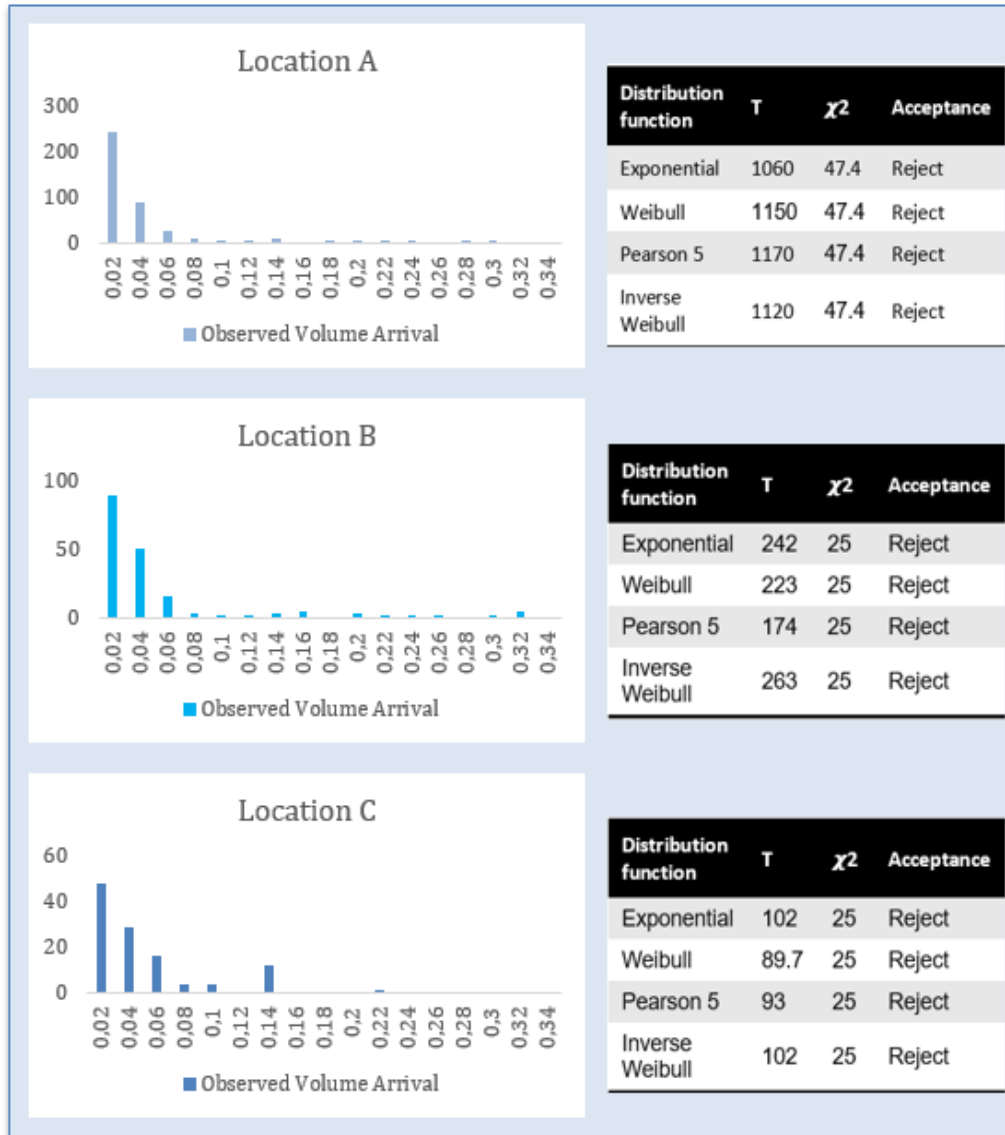 Location A
300
200
100
0
0,02 0,04 0,06 0,08 0,1 0,12 0,14 0,16 0,18 0,2 0,22 0,24 0,26 0,28 0,3 0,32 0,34
Observed Volume Arrival
Distribution function T χ2 Acceptance
Exponential 1060 47.4 Reject
Weibull 1150 47.4 Reject
Pearson 5 1170 47.4 Reject
Inverse Weibull 1120 47.4 Reject
Location B
100
50
0
0,02 0,04 0,06 0,08 0,1 0,12 0,14 0,16 0,18 0,2 0,22 0,24 0,26 0,28 0,3 0,32 0,34
Observed Volume Arrival
Distribution function T χ2 Acceptance
Exponential 242 25 Reject
Weibull 223 25 Reject
Pearson 5 174 25 Reject
Inverse Weibull 263 25 Reject
Location C
60
40
20
0
0,02 0,04 0,06 0,08 0,1 0,12 0,14 0,16 0,18 0,2 0,22 0,24 0,26 0,28 0,3 0,32 0,34
Observed Volume Arrival
Distribution function T χ2 Acceptance
Exponential 102 25 Reject
Weibull 89.7 25 Reject
Pearson 5 93 25 Reject
Inverse Weibull 102 25 Reject